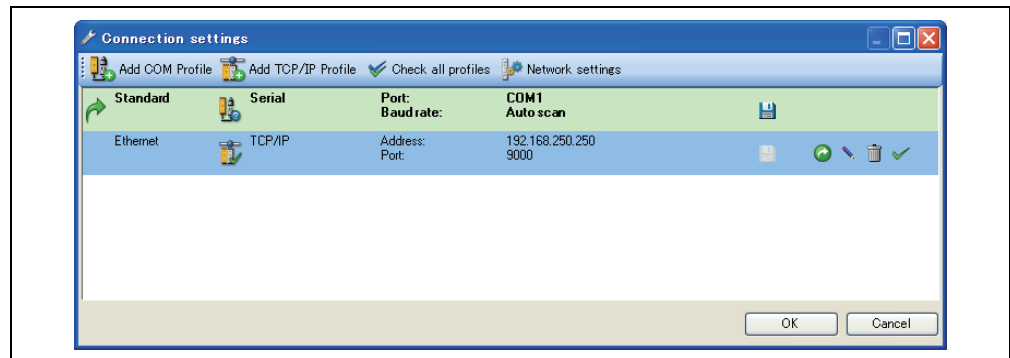 Connection settings
Add COM Profile Add TCP/IP Profile Check all profiles Network settings
Standard Serial Port: COM1
Baud rate: Auto scan
Ethernet TCP/IP Address: 192.168.250.250
Port: 9000
OK Cancel